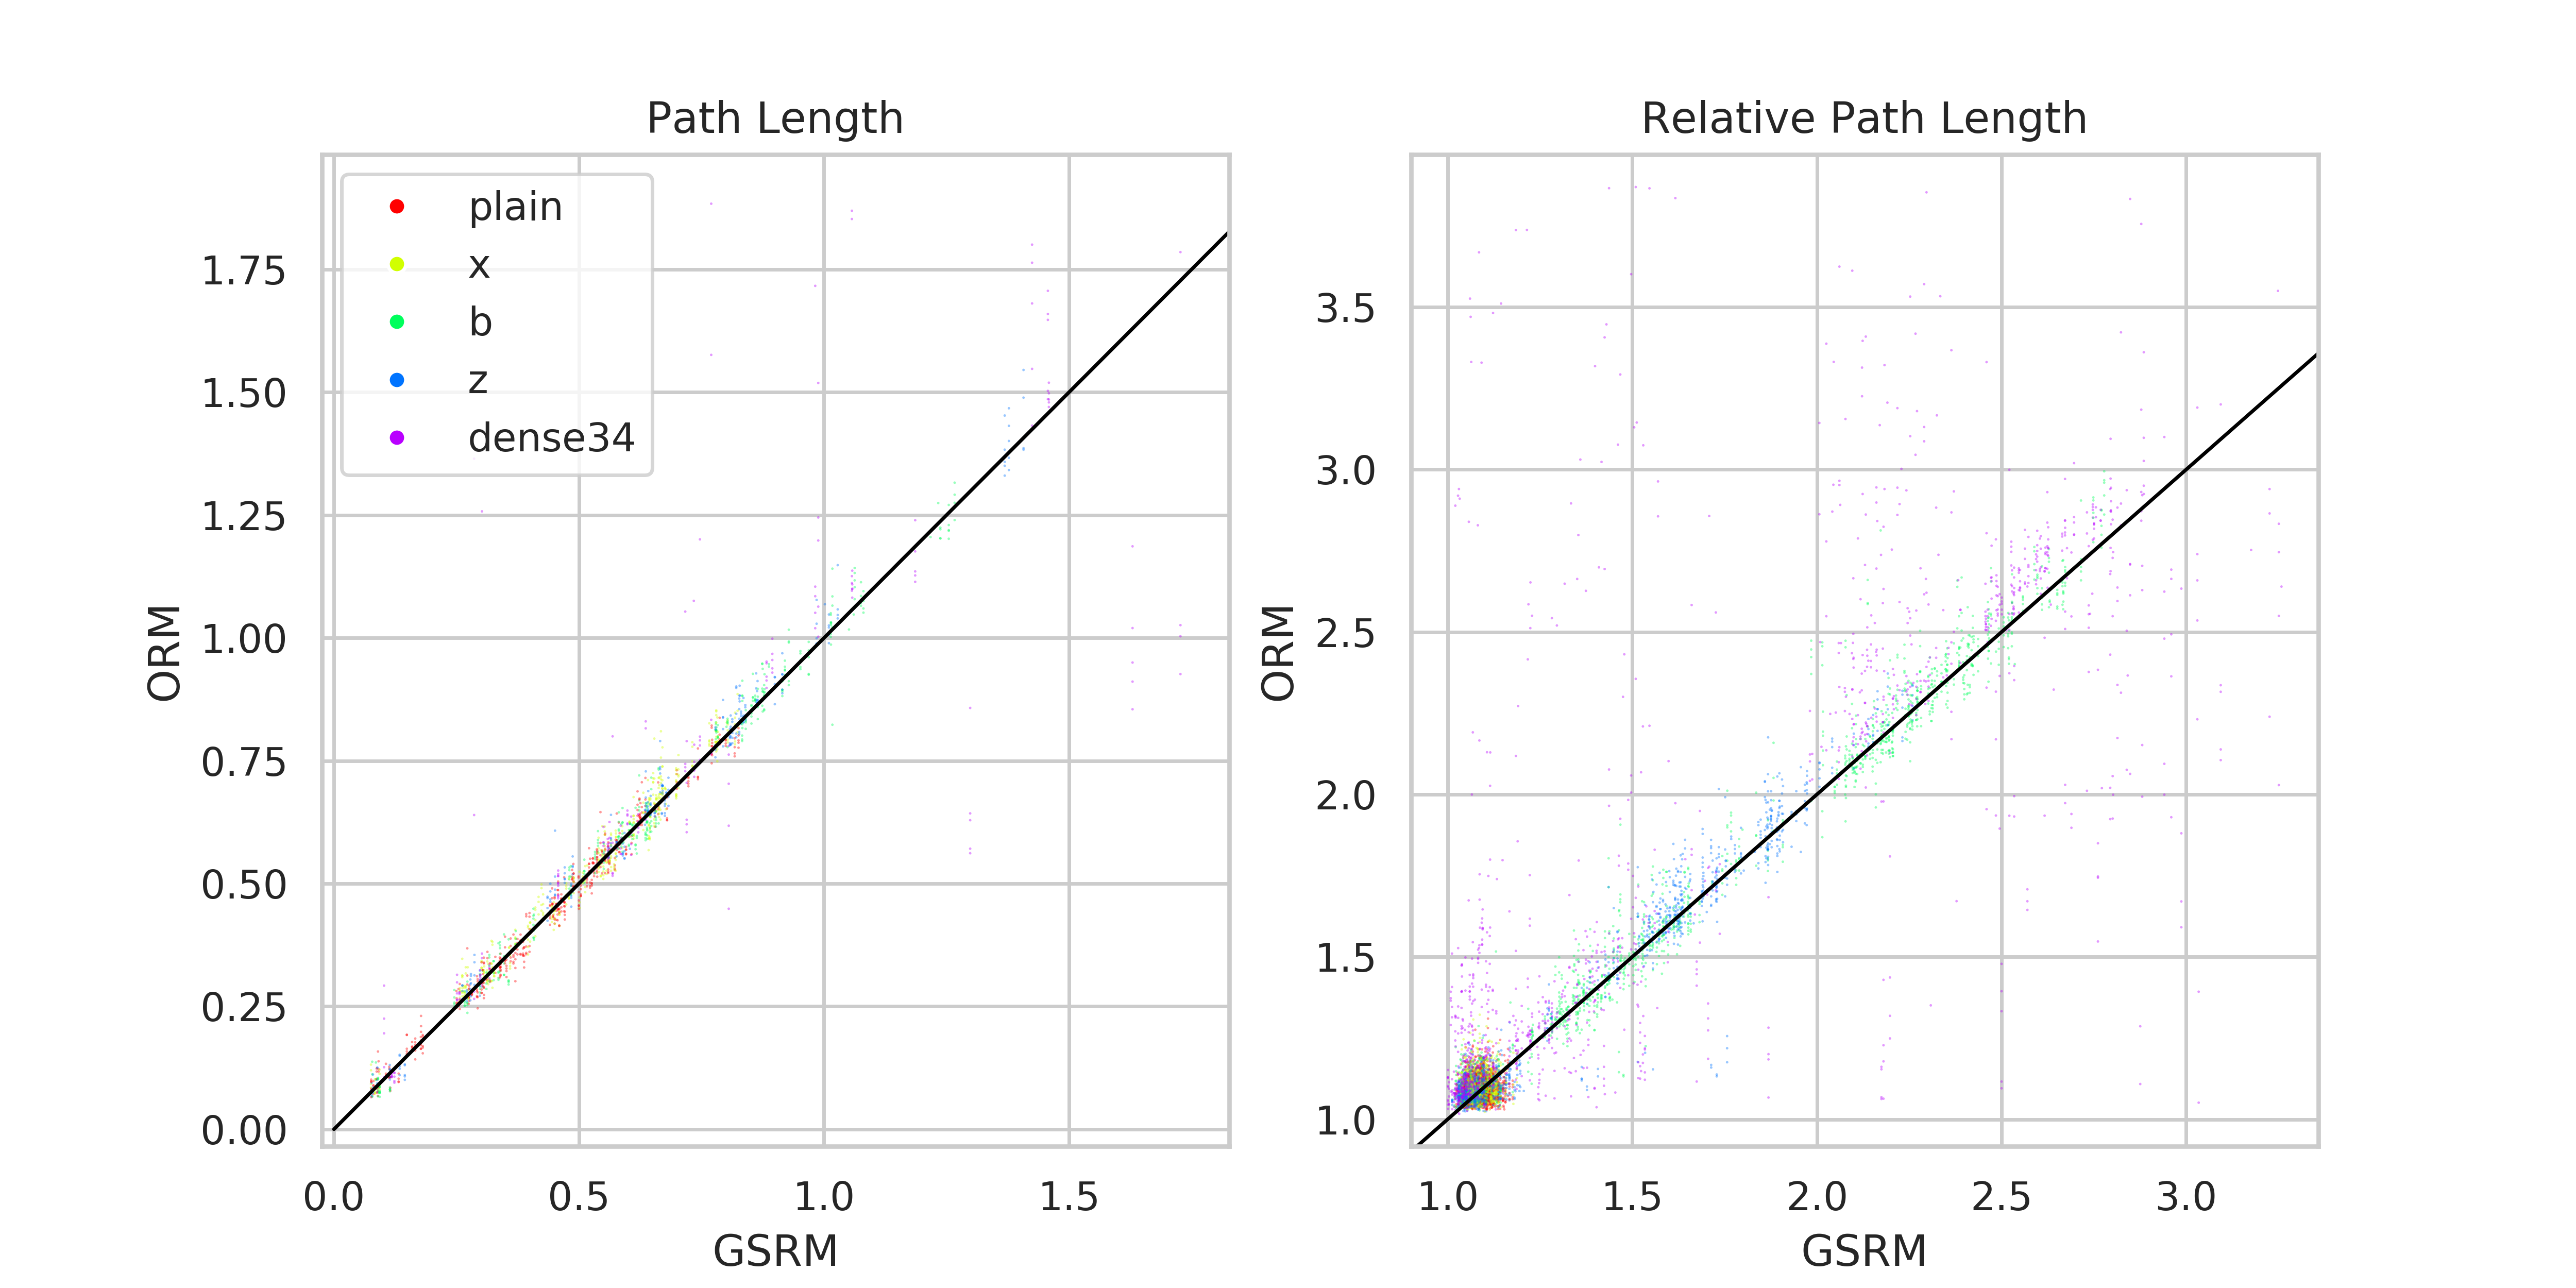 Path Length
plain
x
b
z
dense34
1.75
1.50
1.25
1.00
0.75
0.50
0.25
0.00
ORM
0.0 0.5 1.0 1.5
GSRM
Relative Path Length
3.5
3.0
2.5
2.0
1.5
1.0
ORM
1.0 1.5 2.0 2.5 3.0
GSRM